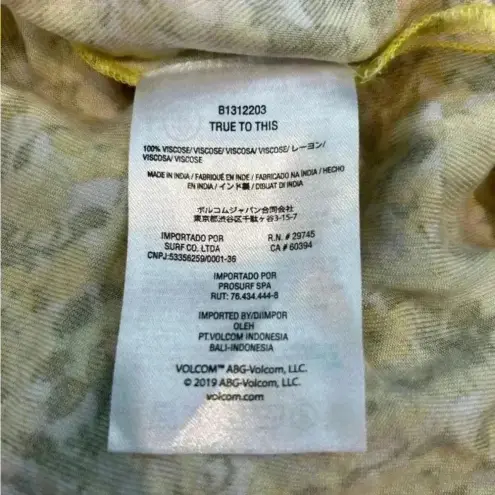 B1312203
TRUE TO THIS
100% VISCOSE/ VISCOSE/ VISCOSA/ VISCOSE/ レーヨン/
VISCOSA/ VISCOSE
MADE IN INDIA / FABRIQUÉ EN INDE / FABRICADO NA INDIA / HECHO
EN INDIA / インド製 / DIBUAT DI INDIA
ボルコムジャパン合同会社
東京都渋谷区千駄ヶ谷3-15-7
IMPORTADO POR
SURF CO. LTDA
CNPJ:53356259/0001-36
R.N. # 29745
CA # 60394
IMPORTADO POR
PROSURF SPA
RUT: 76.434.444-6
IMPORTED BY/DIIMPOR
OLEH
PT.VOLCOM INDONESIA
BALI-INDONESIA
VOLCOM™ ABG-Volcom, LLC.
© 2019 ABG-Volcom, LLC.
volcom.com